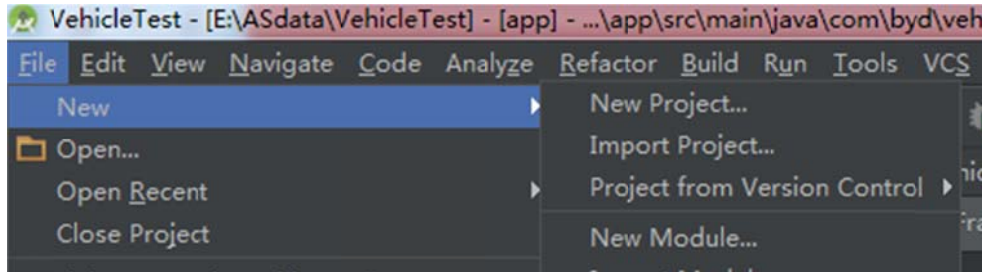 VehicleTest - [E:\ASdata\VehicleTest] - [app] - ...\app\src\main\java\com\byd\veh
File Edit View Navigate Code Analyze Refactor Build Run Tools VCS
New
Open...
Open Recent
Close Project
New Project...
Import Project...
Project from Version Control
New Module...